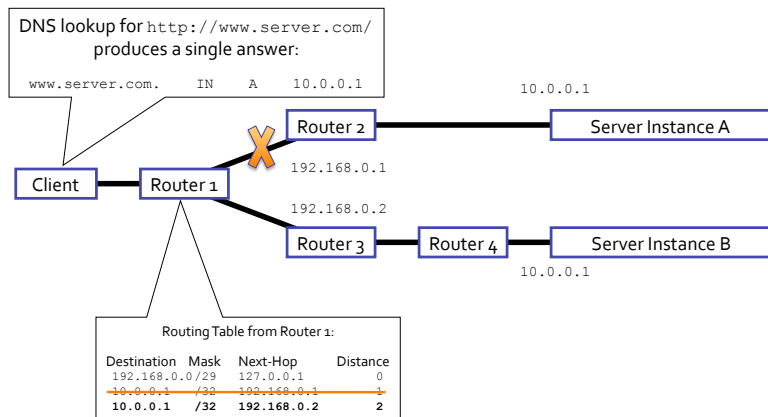 DNS lookup for http://www.server.com/
produces a single answer:
www.server.com. IN A 10.0.0.1
10.0.0.1
Router 2
Server Instance A
192.168.0.1
Client
Router 1
192.168.0.2
Router 3
Router 4
Server Instance B
10.0.0.1
Routing Table from Router 1:
Destination Mask Next-Hop Distance
192.168.0.0/29 127.0.0.1 0
10.0.0.1 /32 192.168.0.1 1
10.0.0.1 /32 192.168.0.2 2